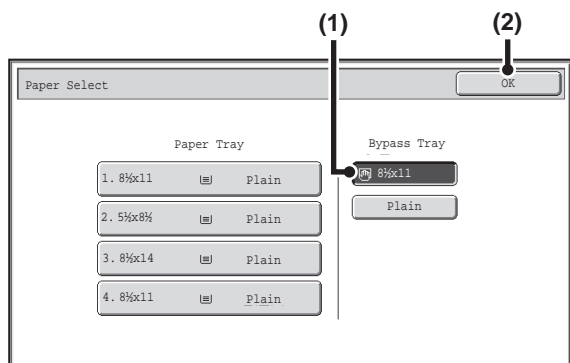 (1) (2)
Paper Select OK
Paper Tray
1. 8½x11 Plain
2. 5½x8½ Plain
3. 8½x14 Plain
4. 8½x11 Plain
Bypass Tray
8½x11
Plain